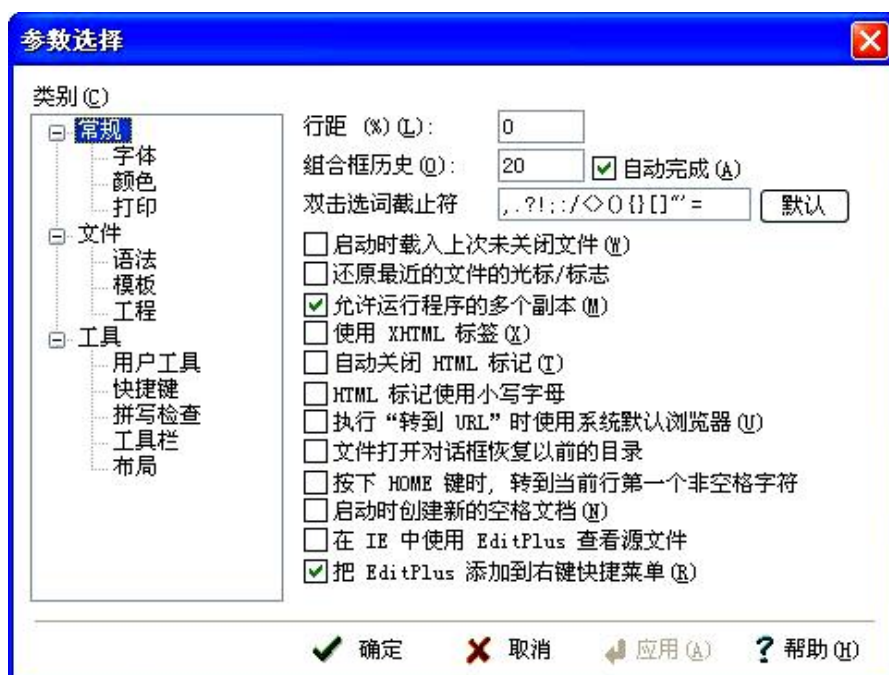 参数选择
类别(C)
常规
字体
颜色
打印
文件
语法
模板
工程
工具
用户工具
快捷键
拼写检查
工具栏
布局
行距 (%)(L): 0
组合框历史(O): 20 自动完成(A)
双击选词截止符 ,.?!;:/<>(){}[]"'= 默认
启动时载入上次未关闭文件(W)
还原最近的文件的光标/标志
允许运行程序的多个副本(M)
使用 XHTML 标签(X)
自动关闭 HTML 标记(T)
HTML 标记使用小写字母
执行“转到 URL”时使用系统默认浏览器(U)
文件打开对话框恢复以前的目录
按下 HOME 键时, 转到当前行第一个非空格字符
启动时创建新的空格文档(N)
在 IE 中使用 EditPlus 查看源文件
把 EditPlus 添加到右键快捷菜单(R)
确定 取消 应用(A) 帮助(H)